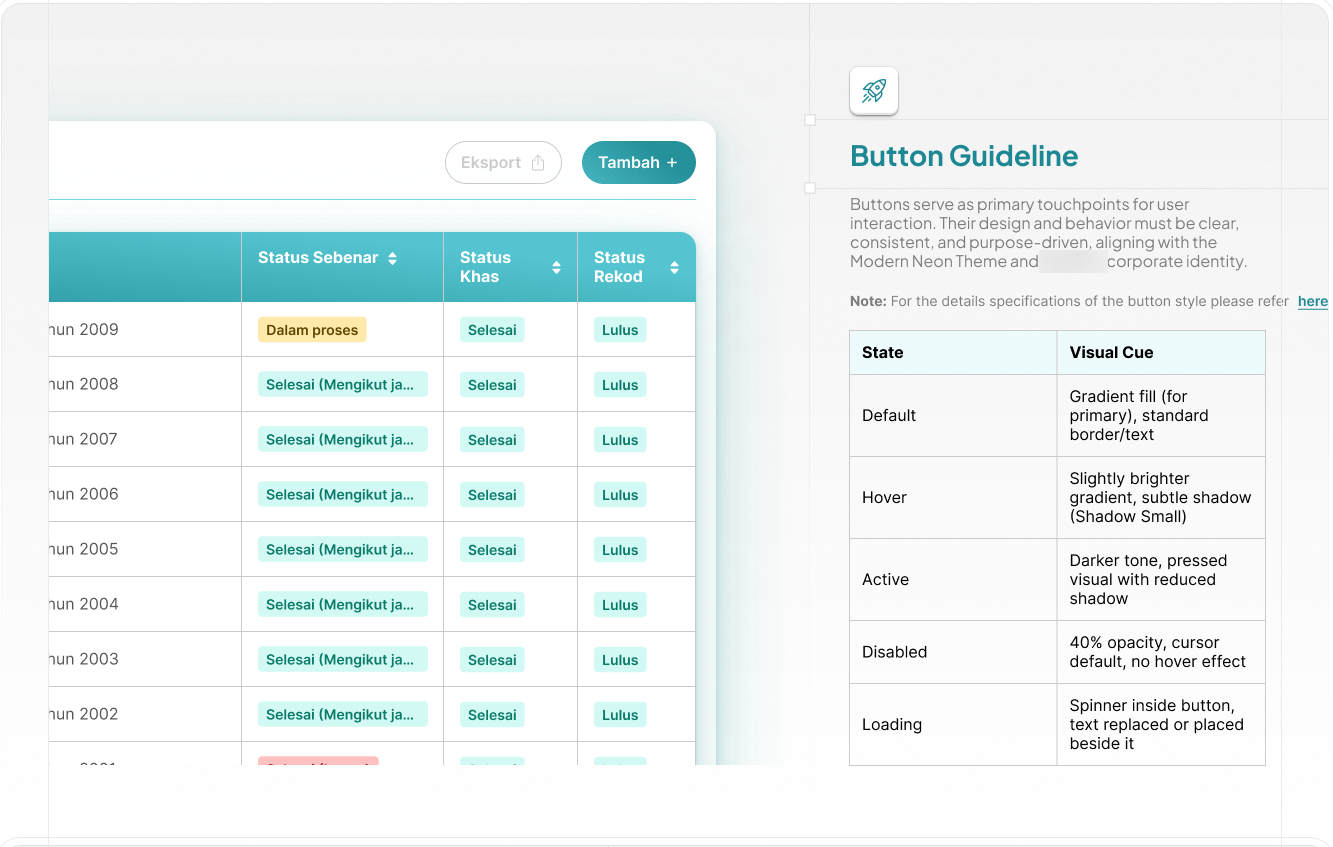 Eksport
Tambah +
Status Sebenar
Status
Khas
Status
Rekod
hun 2009
Dalam proses
Selesai
Lulus
hun 2008
Selesai (Mengikut ja...
Selesai
Lulus
hun 2007
Selesai (Mengikut ja...
Selesai
Lulus
hun 2006
Selesai (Mengikut ja...
Selesai
Lulus
hun 2005
Selesai (Mengikut ja...
Selesai
Lulus
hun 2004
Selesai (Mengikut ja...
Selesai
Lulus
hun 2003
Selesai (Mengikut ja...
Selesai
Lulus
hun 2002
Selesai (Mengikut ja...
Selesai
Lulus
Button Guideline
Buttons serve as primary touchpoints for user
interaction. Their design and behavior must be clear,
consistent, and purpose-driven, aligning with the
Modern Neon Theme and corporate identity.
Note: For the details specifications of the button style please refer here
State
Visual Cue
Default
Gradient fill (for
primary), standard
border/text
Hover
Slightly brighter
gradient, subtle shadow
(Shadow Small)
Active
Darker tone, pressed
visual with reduced
shadow
Disabled
40% opacity, cursor
default, no hover effect
Loading
Spinner inside button,
text replaced or placed
beside it